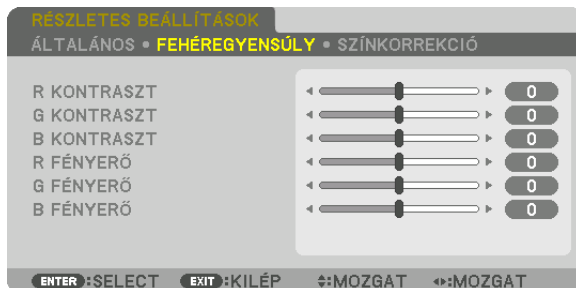 RÉSZLETES BEÁLLÍTÁSOK
ÁLTALÁNOS • FEHÉREGYENSÚLY • SZÍNKORREKCIÓ
R KONTRASZT 0
G KONTRASZT 0
B KONTRASZT 0
R FÉNYERŐ 0
G FÉNYERŐ 0
B FÉNYERŐ 0
ENTER :SELECT EXIT :KILÉP :MOZGAT :MOZGAT